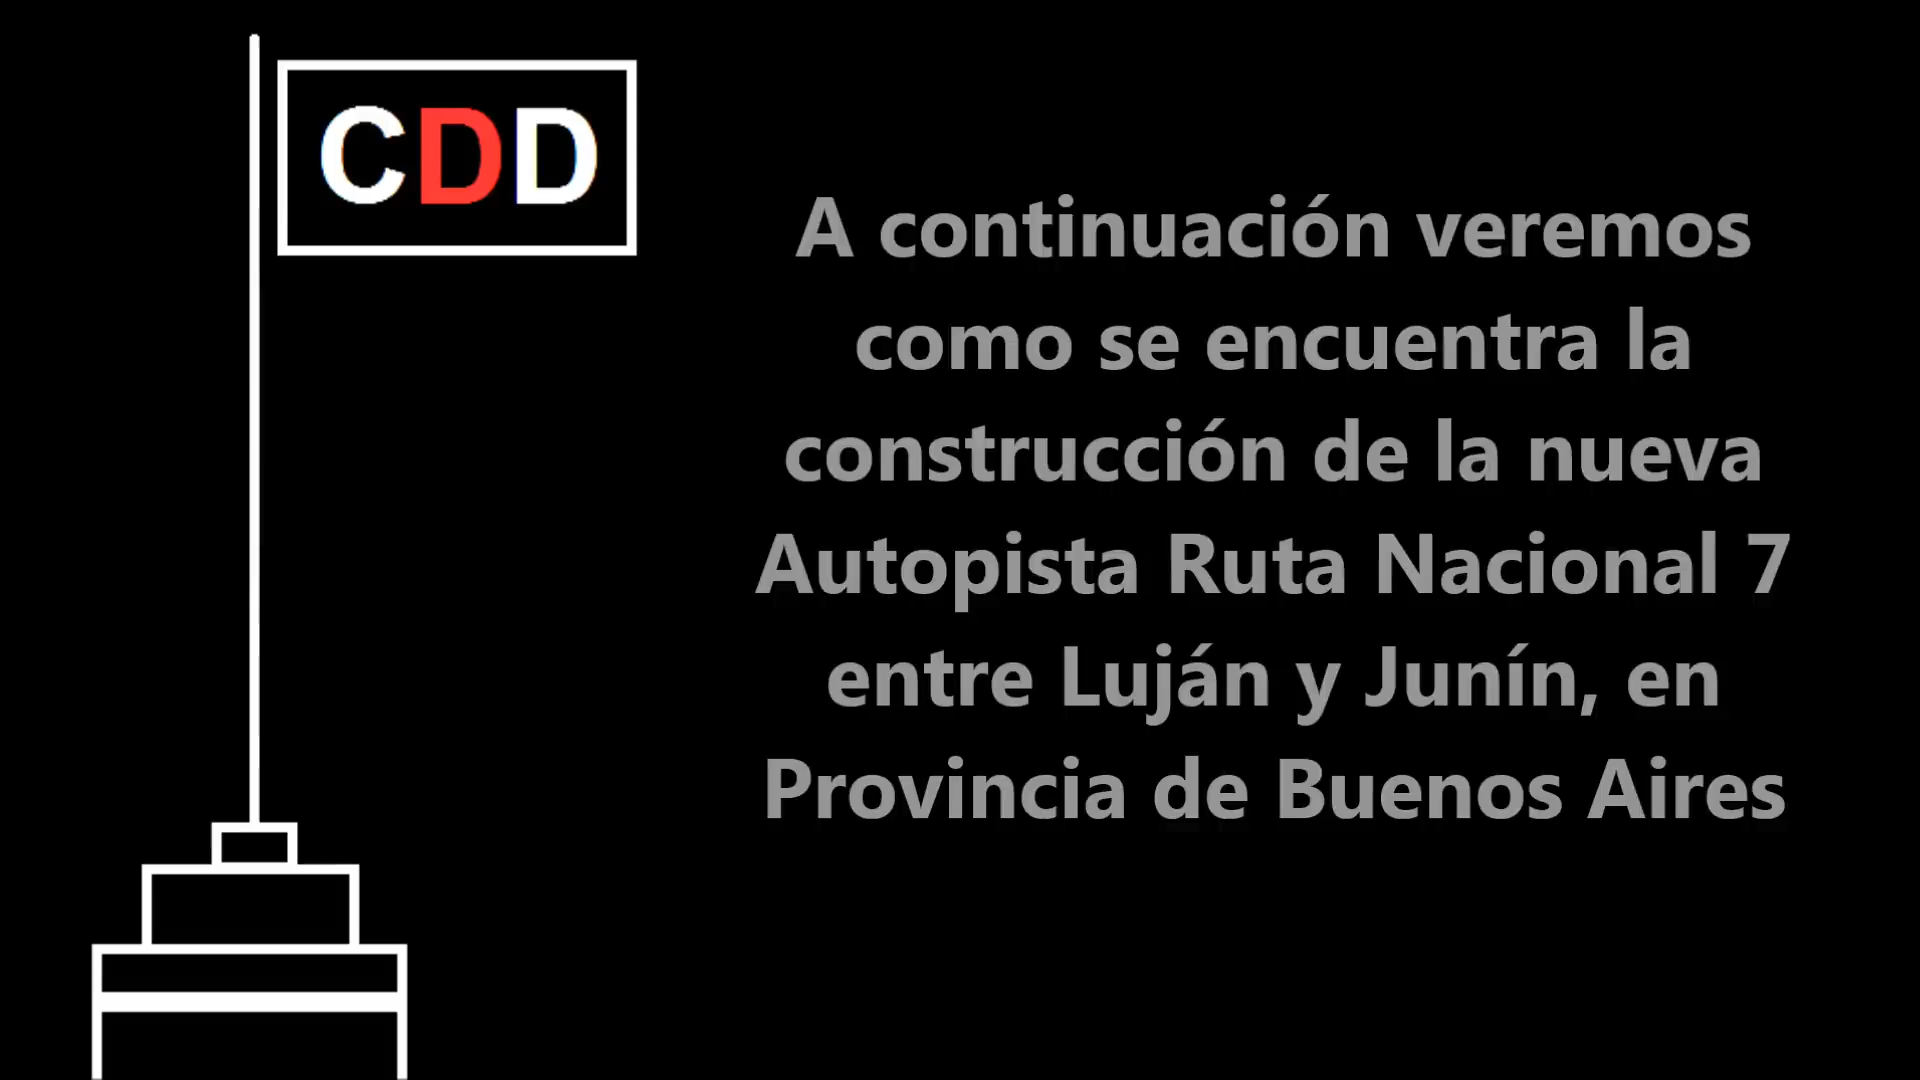 CDD
A continuación veremos
como se encuentra la
construcción de la nueva
Autopista Ruta Nacional 7
entre Luján y Junín, en
Provincia de Buenos Aires